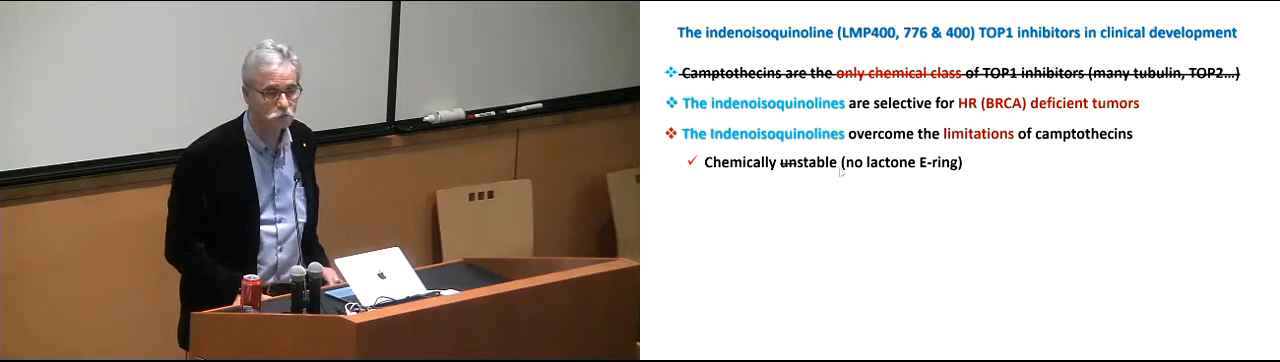 The indenoisoquinoline (LMP400, 776 & 400) TOP1 inhibitors in clinical development
Camptothecins are the only chemical class of TOP1 inhibitors (many tubulin, TOP2...)
The indenoisoquinolines are selective for HR (BRCA) deficient tumors
The Indenoisoquinolines overcome the limitations of camptothecins
Chemically unstable (no lactone E-ring)